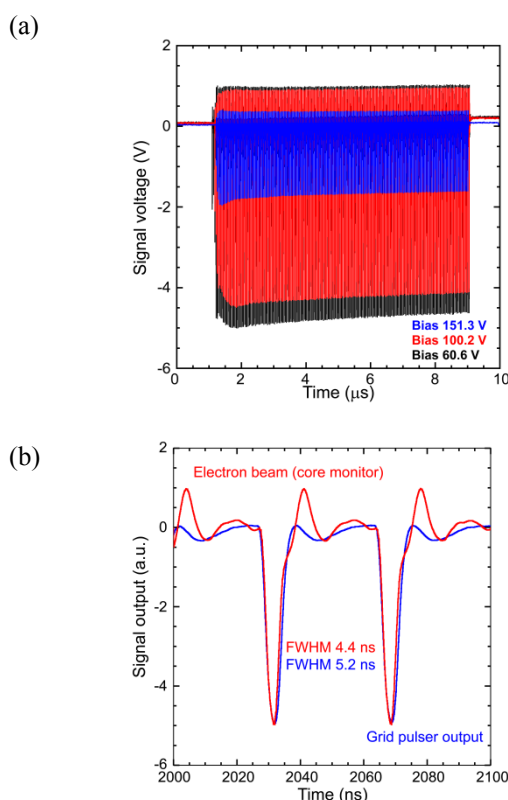 (a)
2
0
-2
-4
-6
Signal voltage (V)
Bias 151.3 V
Bias 100.2 V
Bias 60.6 V
0 2 4 6 8 10
Time (μs)
(b)
2
0
-2
-4
-6
Signal output (a.u.)
Electron beam (core monitor)
FWHM 4.4 ns
FWHM 5.2 ns
Grid pulser output
2000 2020 2040 2060 2080 2100
Time (ns)